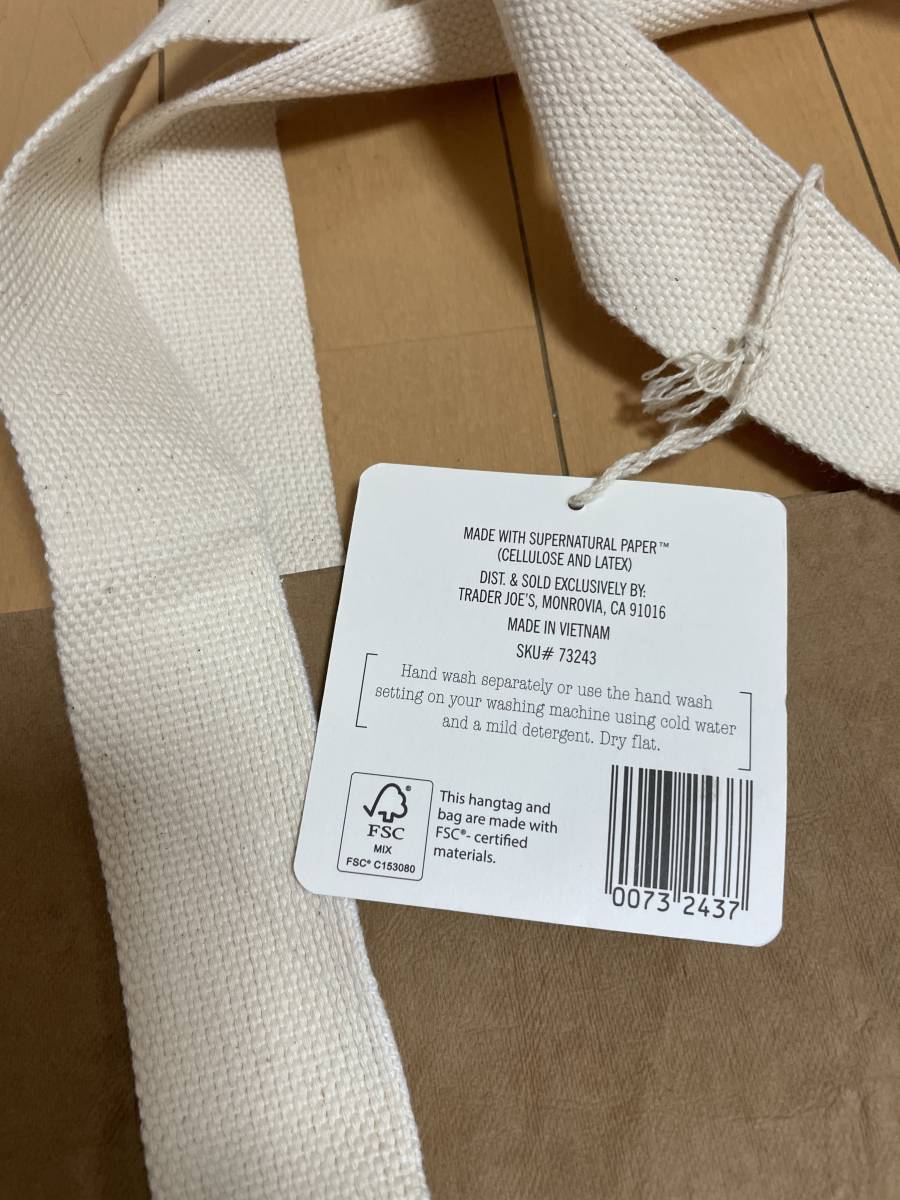 MADE WITH SUPERNATURAL PAPER™
(CELLULOSE AND LATEX)
DIST. & SOLD EXCLUSIVELY BY:
TRADER JOE'S, MONROVIA, CA 91016
MADE IN VIETNAM
SKU# 73243
Hand wash separately or use the hand wash
setting on your washing machine using cold water
and a mild detergent. Dry flat.
®
FSC
MIX
FSC® C153080
This hangtag and
bag are made with
FSC®- certified
materials.
0073 2437